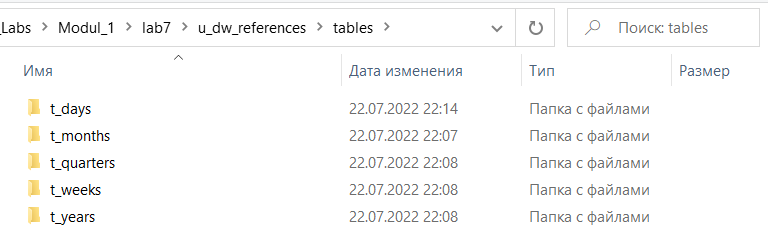 _Labs > Modul_1 > lab7 > u_dw_references > tables > Поиск: tables
Имя Дата изменения Тип Размер
t_days 22.07.2022 22:14 Папка с файлами
t_months 22.07.2022 22:07 Папка с файлами
t_quarters 22.07.2022 22:08 Папка с файлами
t_weeks 22.07.2022 22:08 Папка с файлами
t_years 22.07.2022 22:08 Папка с файлами